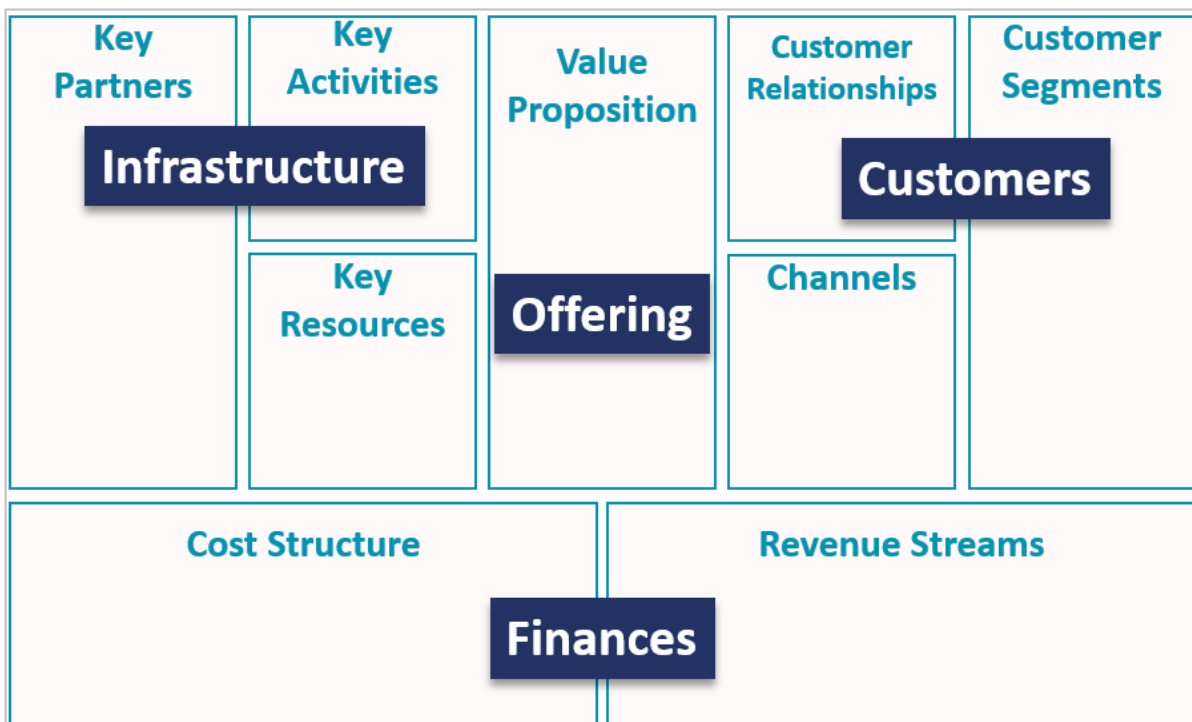 Key
Partners
Key
Activities
Value
Proposition
Customer
Relationships
Customer
Segments
Infrastructure
Customers
Key
Resources
Offering
Channels
Cost Structure
Revenue Streams
Finances